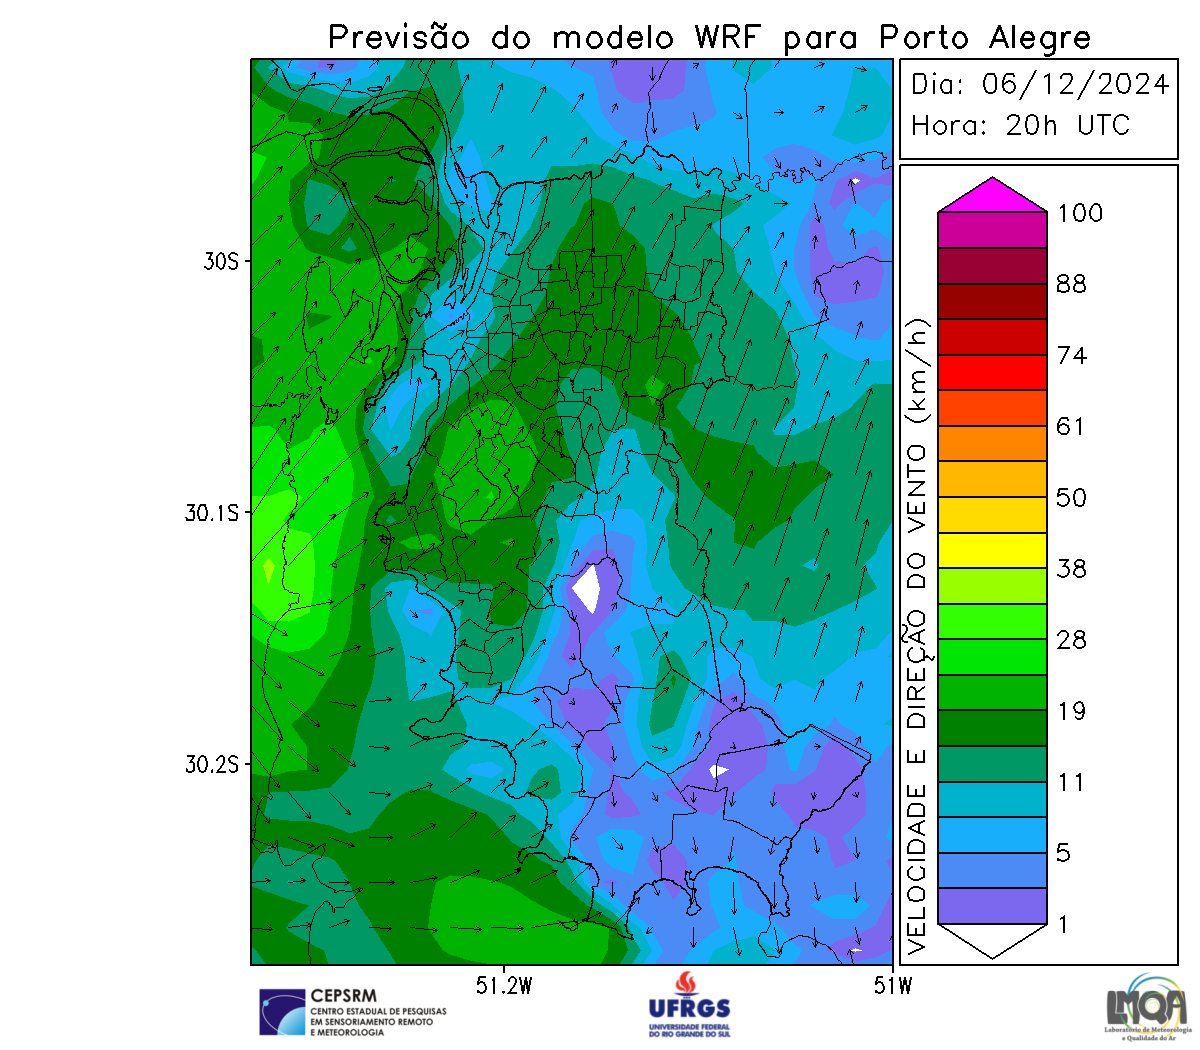 Previsão do modelo WRF para Porto Alegre
Dia: 06/12/2024
Hora: 20h UTC
VELOCIDADE E DIREÇÃO DO VENTO (km/h)
100
88
74
61
50
38
28
19
11
5
1
30S
30.1S
30.2S
51.2W
51W
CEPSRM
CENTRO ESTADUAL DE PESQUISAS
EM SENSORIAMENTO REMOTO
E METEOROLOGIA
UFRGS
UNIVERSIDADE FEDERAL
DO RIO GRANDE DO SUL
LMQA
Laboratório de Meteorologia
e Qualidade do Ar